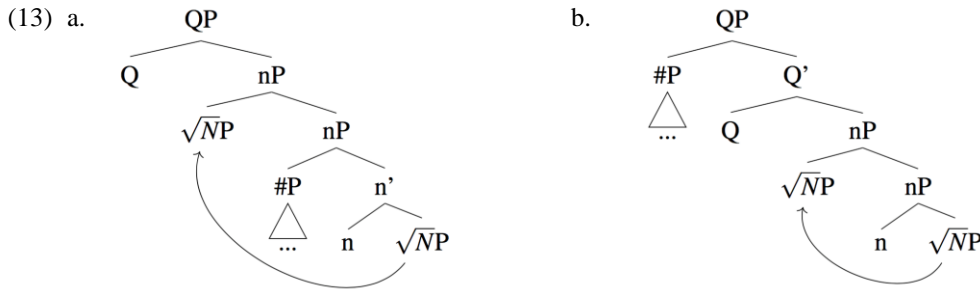 (13) a. QP b. QP
Q nP #P Q’
√NP nP ... Q nP
#P n’ √NP nP
... n √NP n √NP